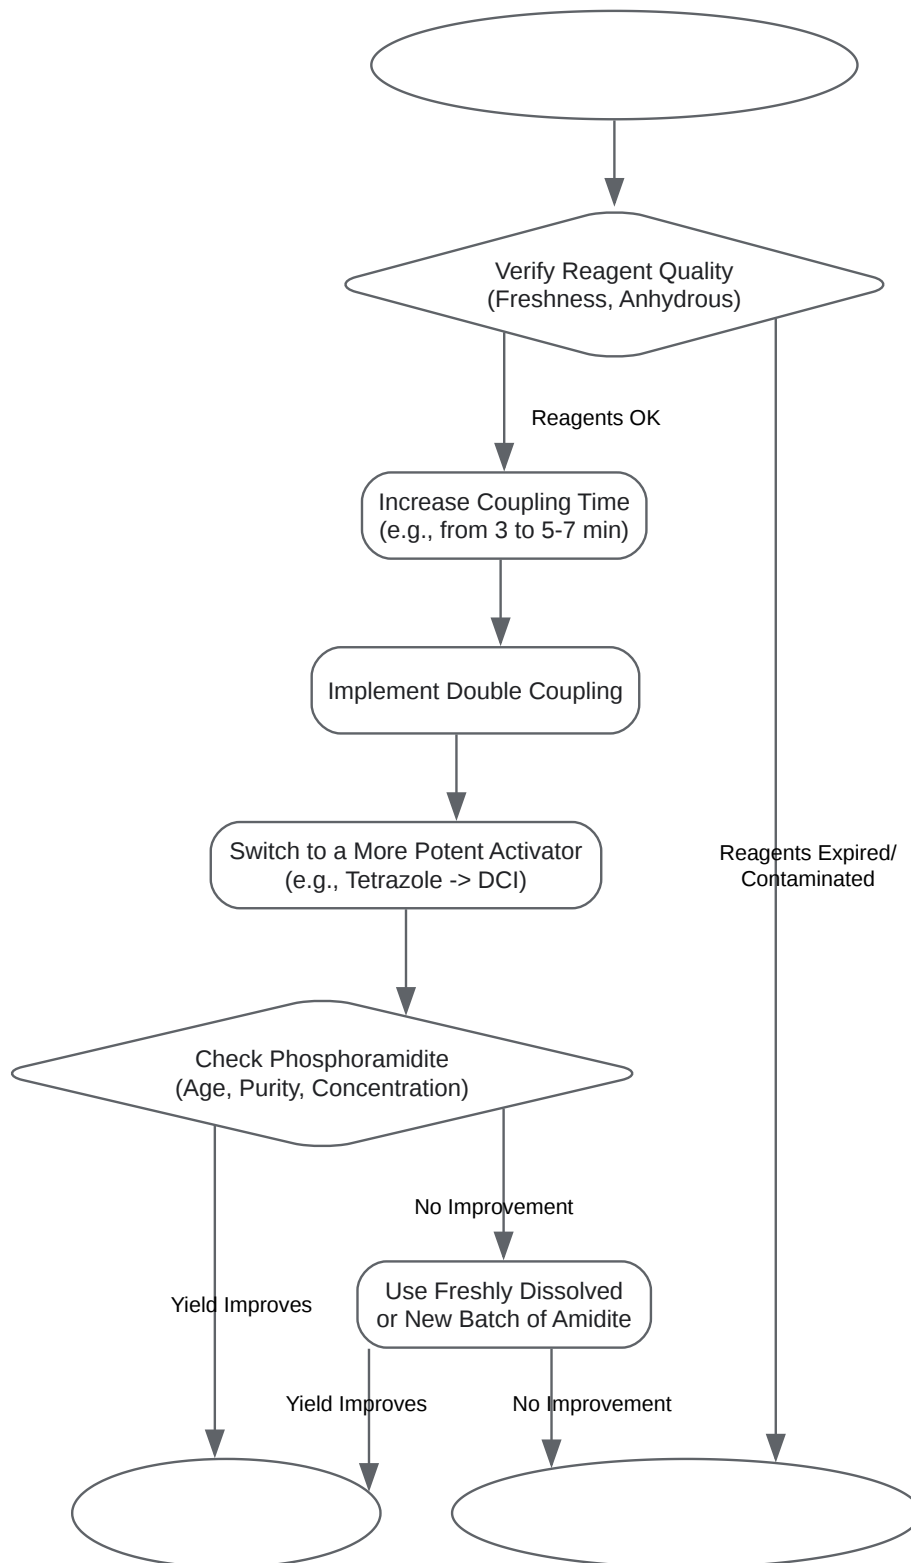 Verify Reagent Quality
(Freshness, Anhydrous)
Reagents OK
Increase Coupling Time
(e.g., from 3 to 5-7 min)
Implement Double Coupling
Switch to a More Potent Activator
(e.g., Tetrazole -> DCI)
Reagents Expired/
Contaminated
Check Phosphoramidite
(Age, Purity, Concentration)
No Improvement
Use Freshly Dissolved
or New Batch of Amidite
Yield Improves
Yield Improves
No Improvement